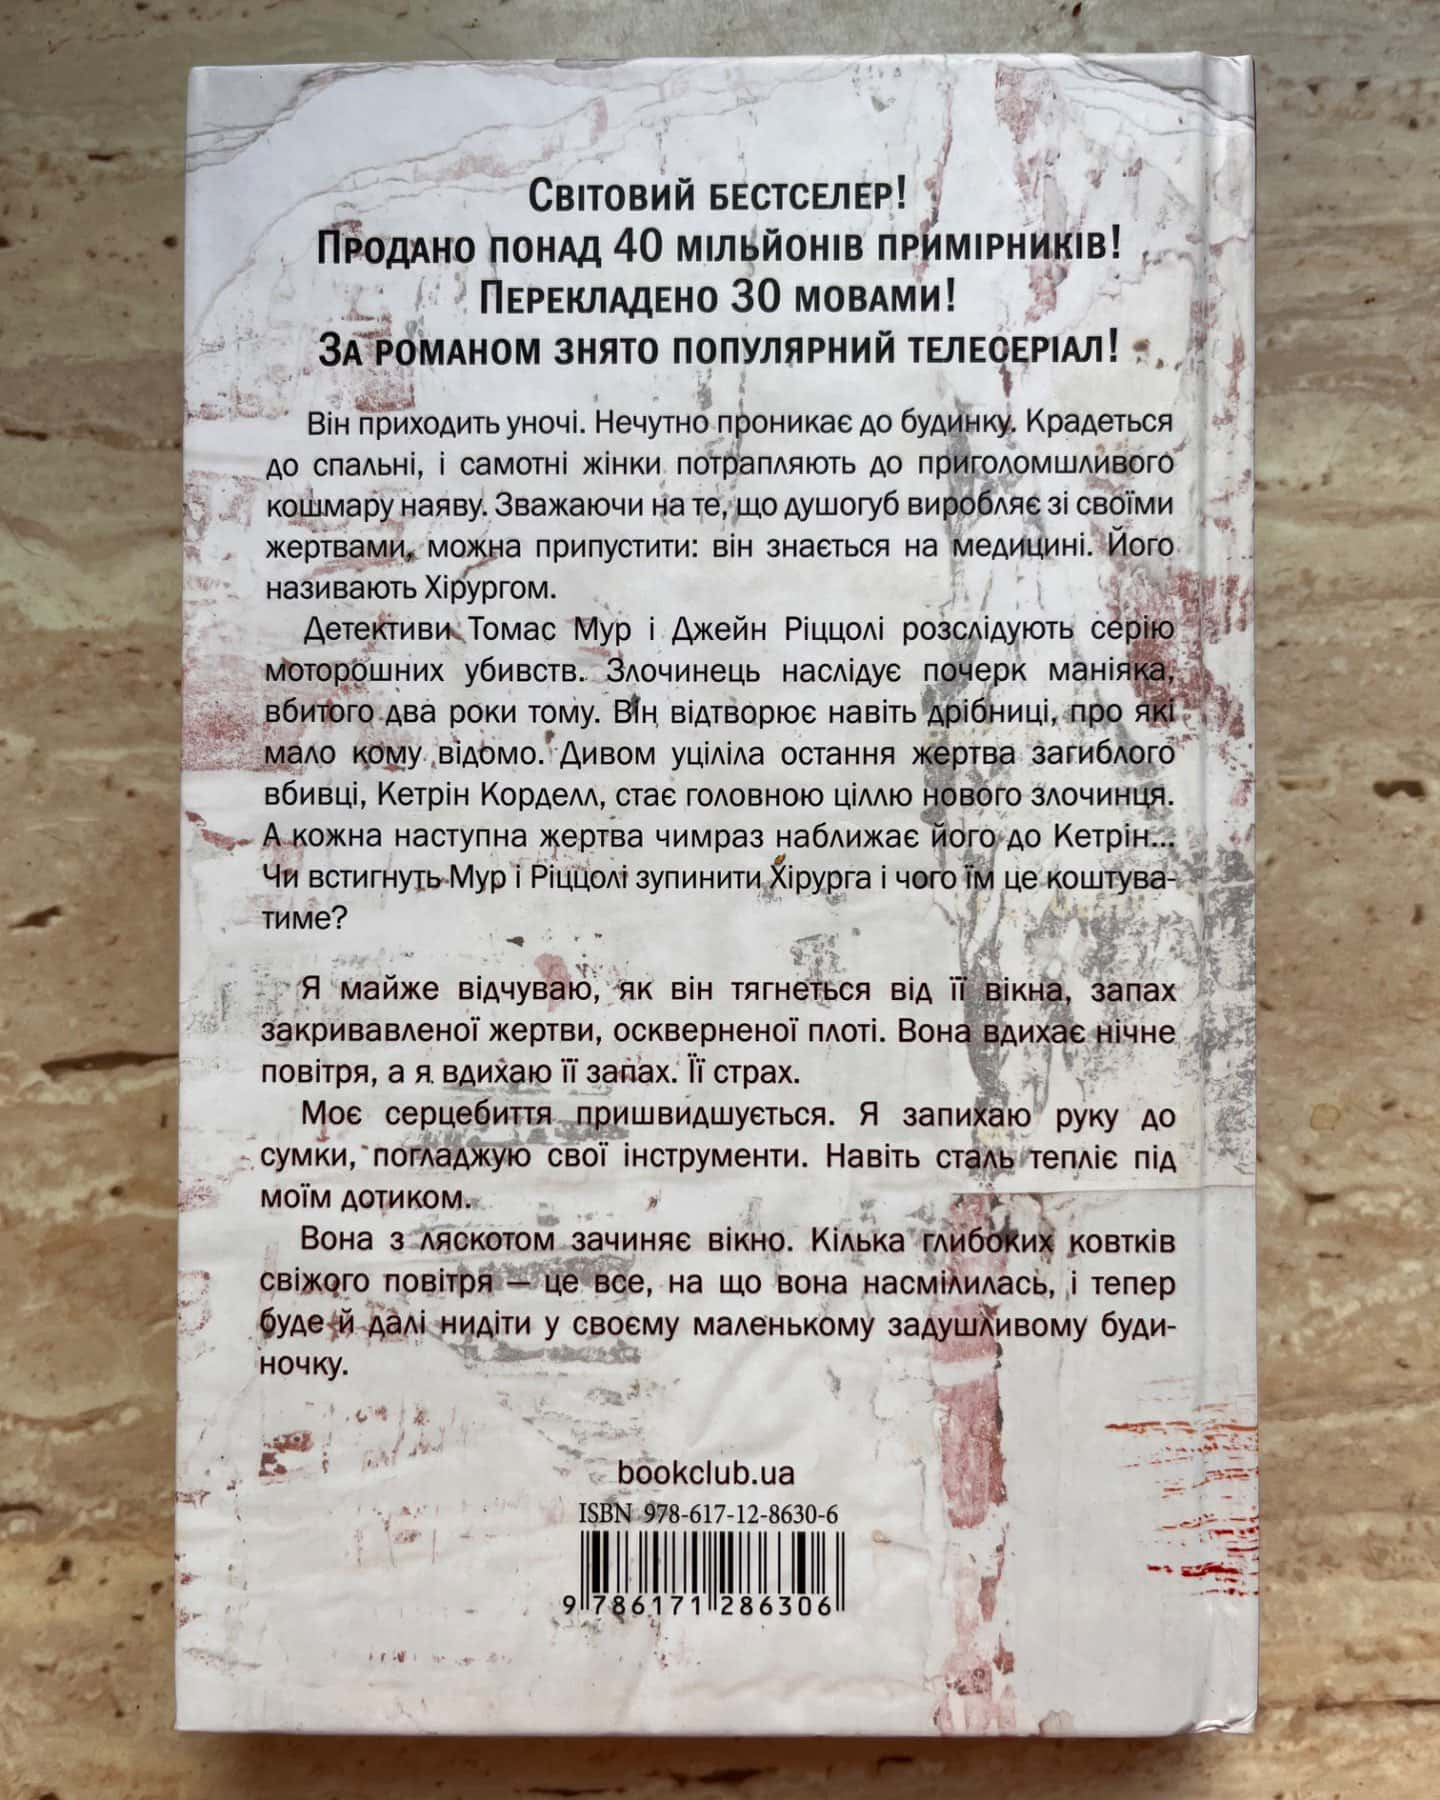 Світовий бестселер!
Продано понад 40 мільйонів примірників!
Перекладено 30 мовами!
За романом знято популярний телесеріал!
Він приходить уночі. Нечутно проникає до будинку. Крадеться
до спальні, і самотні жінки потрапляють до приголомшливого
кошмару наяву. Зважаючи на те, що душогуб виробляє зі своїми
жертвами, можна припустити: він знається на медицині. Його
називають Хірургом.
Детективи Томас Мур і Джейн Ріццолі розслідують серію
моторошних убивств. Злочинець наслідує почерк маніяка,
вбитого два роки тому. Він відтворює навіть дрібниці, про які
мало кому відомо. Дивом уціліла остання жертва загиблого
вбивці, Кетрін Корделл, стає головною ціллю нового злочинця.
А кожна наступна жертва чимраз наближає його до Кетрін...
Чи встигнуть Мур і Ріццолі зупинити Хірурга і чого їм це коштува-
тиме?
Я майже відчуваю, як він тягнеться від її вікна, запах
закривавленої жертви, оскверненої плоті. Вона вдихає нічне
повітря, а я вдихаю її запах. Її страх.
Моє серцебиття пришвидшується. Я запихаю руку до
сумки, погладжую свої інструменти. Навіть сталь тепліє під
моїм дотиком.
Вона з ляскотом зачиняє вікно. Кілька глибоких ковтків
свіжого повітря — це все, на що вона насмілилась, і тепер
буде й далі нидіти у своєму маленькому задушливому буди-
ночку.
bookclub.ua
ISBN 978-617-12-8630-6
9 786171 286306